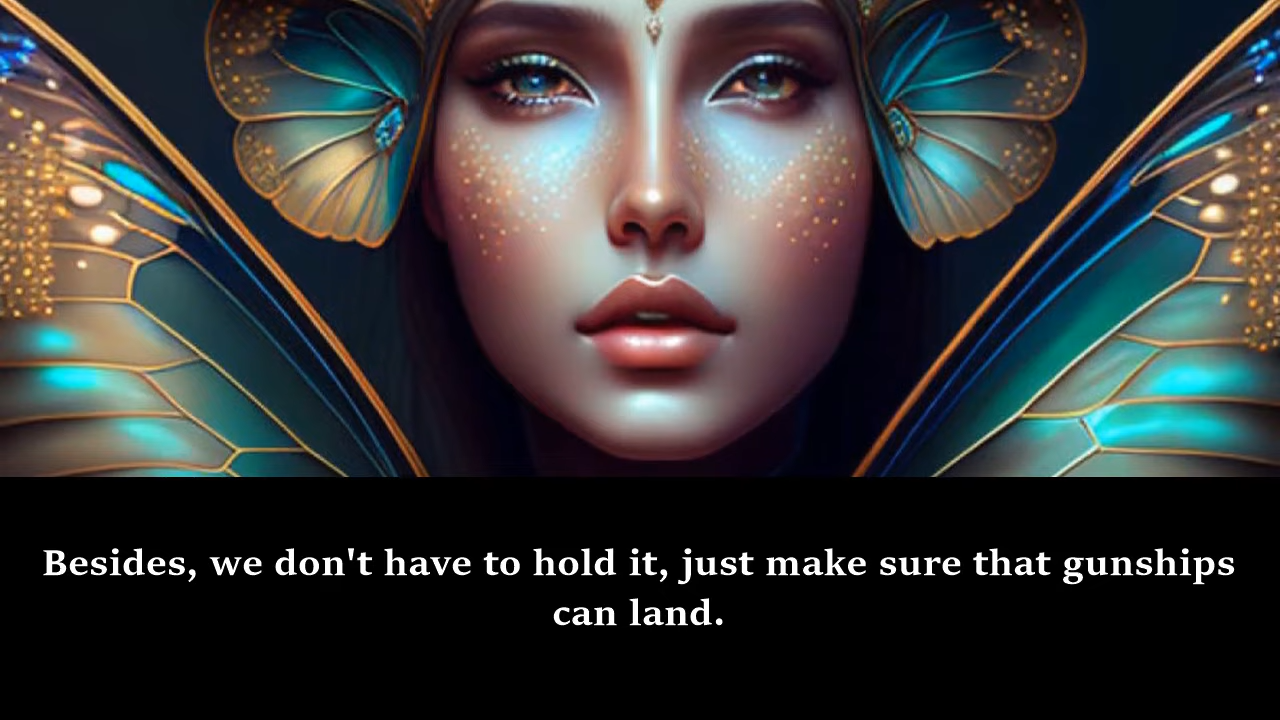 Besides, we don't have to hold it, just make sure that gunships
can land.